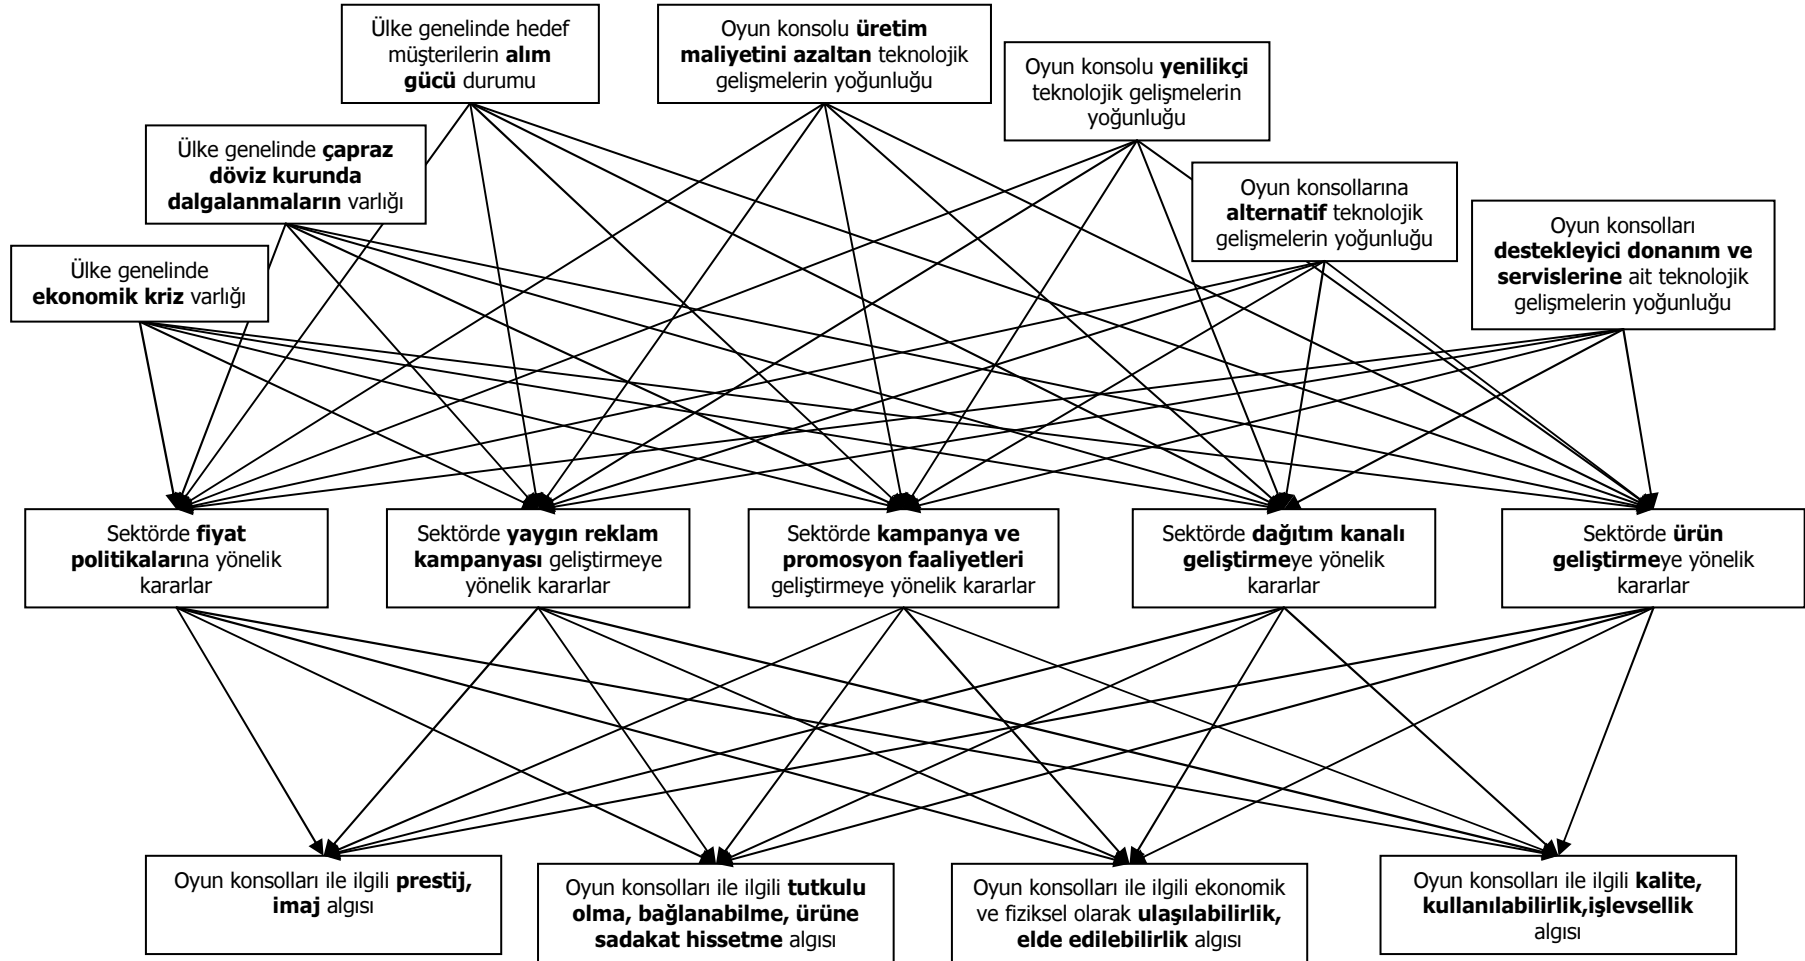 Ülke genelinde hedef
müşterilerin alım
gücü durumu
Oyun konsolu üretim
maliyetini azaltan teknolojik
gelişmelerin yoğunluğu
Oyun konsolu yenilikçi
teknolojik gelişmelerin
yoğunluğu
Ülke genelinde çapraz
döviz kurunda
dalgalanmaların varlığı
Oyun konsollarına
alternatif teknolojik
gelişmelerin yoğunluğu
Oyun konsolları
destekleyici donanım ve
servislerine ait teknolojik
gelişmelerin yoğunluğu
Ülke genelinde
ekonomik kriz varlığı
Sektörde fiyat
politikalarına yönelik
kararlar
Sektörde yaygın reklam
kampanyası geliştirmeye
yönelik kararlar
Sektörde kampanya ve
promosyon faaliyetleri
geliştirmeye yönelik kararlar
Sektörde dağıtım kanalı
geliştirmeye yönelik
kararlar
Sektörde ürün
geliştirmeye yönelik
kararlar
Oyun konsolları ile ilgili prestij,
imaj algısı
Oyun konsolları ile ilgili tutkulu
olma, bağlanabilme, ürüne
sadakat hissetme algısı
Oyun konsolları ile ilgili ekonomik
ve fiziksel olarak ulaşılabilirlik,
elde edilebilirlik algısı
Oyun konsolları ile ilgili kalite,
kullanılabilirlik,işlevsellik
algısı